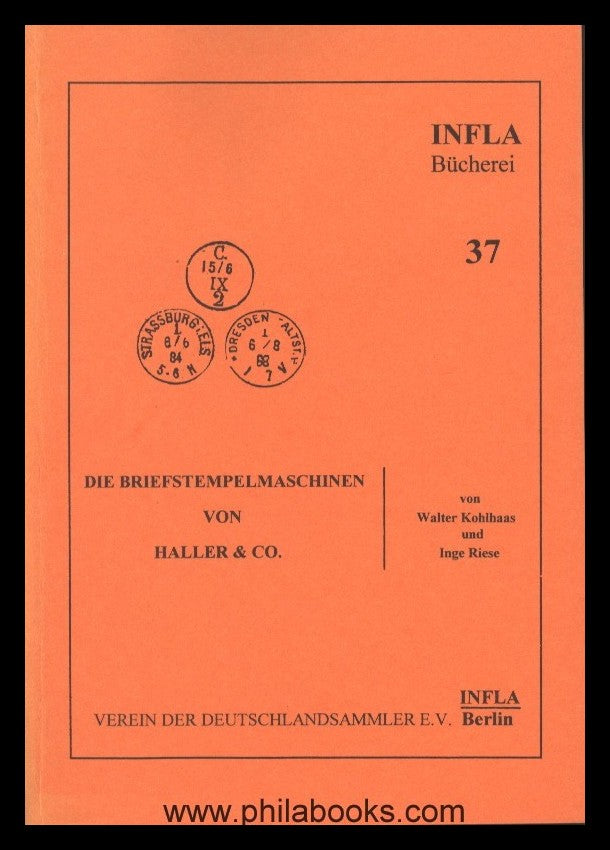 INFLA
Bücherei
37
C.
15/6
IX
2
STRASSBURG I. ELS
1
8/6
84
5-6 N
DRESDEN-ALTST.
1
6/8
88
7 V
DIE BRIEFSTEMPELMASCHINEN
VON
HALLER & CO.
von
Walter Kohlhaas
und
Inge Riese
INFLA
VEREIN DER DEUTSCHLANDSAMMLER E.V. Berlin
www.philabooks.com